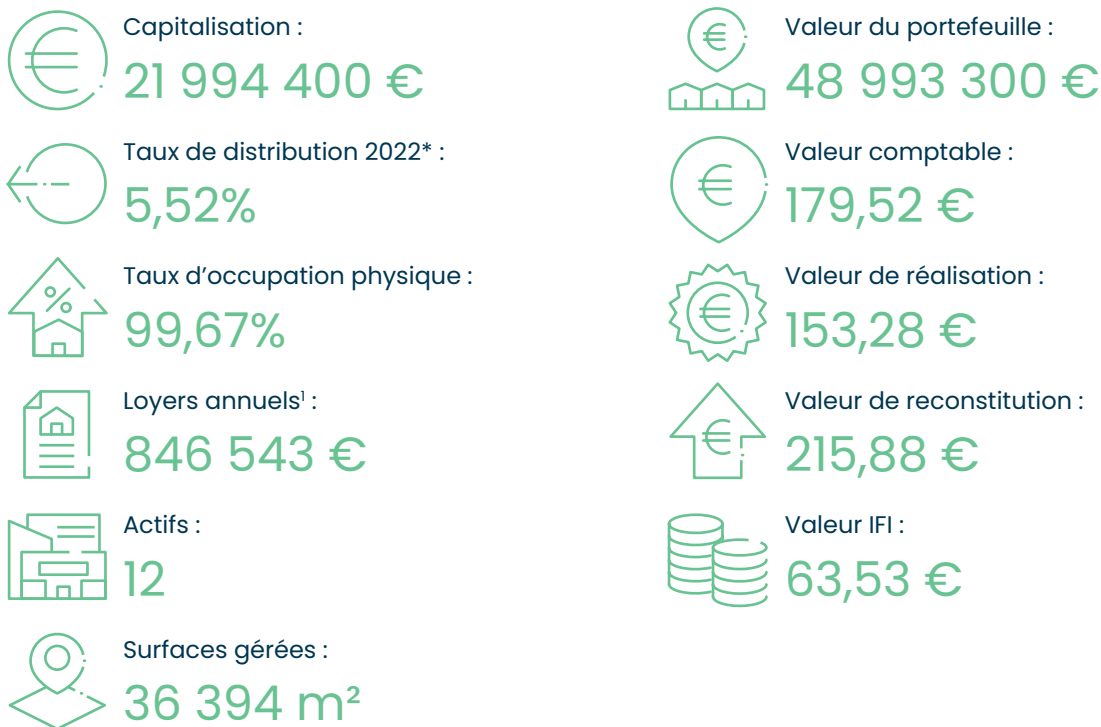 Capitalisation :
21 994 400 €
Taux de distribution 2022* :
5,52%
Taux d’occupation physique :
99,67%
Loyers annuels¹ :
846 543 €
Actifs :
12
Surfaces gérées :
36 394 m²
Valeur du portefeuille :
48 993 300 €
Valeur comptable :
179,52 €
Valeur de réalisation :
153,28 €
Valeur de reconstitution :
215,88 €
Valeur IFI :
63,53 €